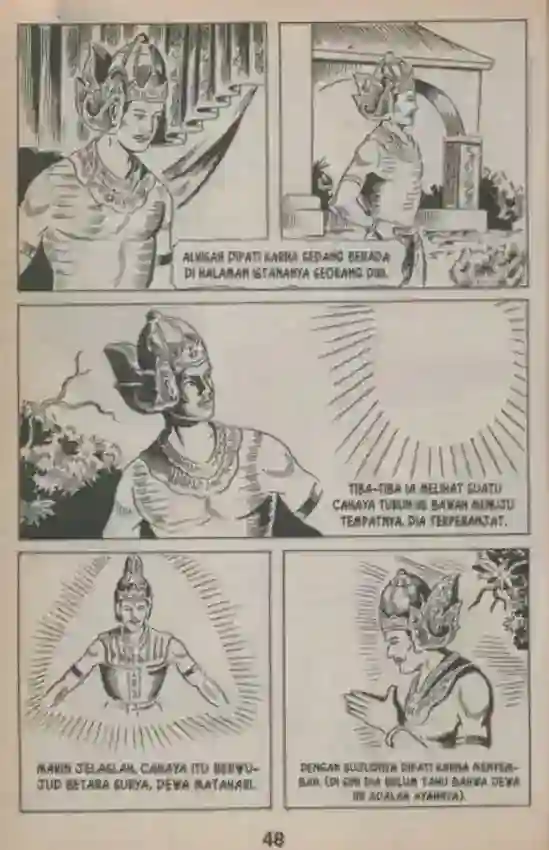 ALKISAH DIPATI KARNA SEDANG BERADA
DI HALAMAN ISTANANYA SEORANG DIRI.
TIBA-TIBA IA MELIHAT SUATU
CAHAYA TURUN KE BAWAH MENUJU
TEMPATNYA. DIA TERPERANJAT.
MAKIN JELASLAH, CAHAYA ITU BERWU-
JUD BETARA SURYA, DEWA MATAHARI.
DENGAN DIPATI KARNA MENYEM-
BAH. (DI SINI DIA BELUM TAHU BAHWA DEWA
INI ADALAH AYAHNYA).
48